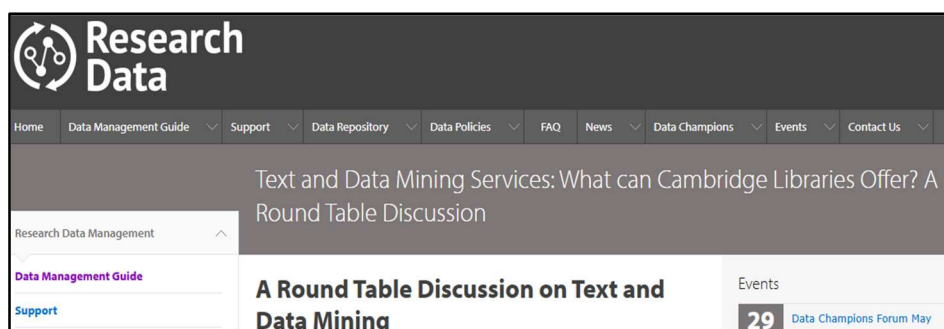 Research
Data
Home Data Management Guide Support Data Repository Data Policies FAQ News Data Champions Events Contact Us
Text and Data Mining Services: What can Cambridge Libraries Offer? A
Round Table Discussion
Research Data Management
Data Management Guide
Support
A Round Table Discussion on Text and
Data Mining
Events
29 Data Champions Forum May